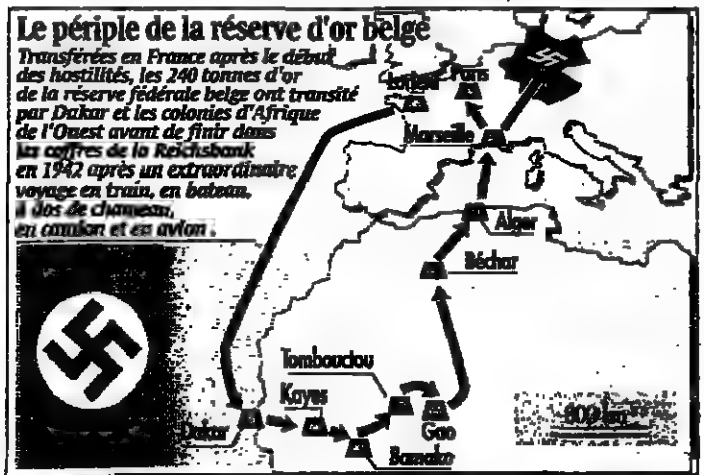 Le périple de la réserve d'or belge
Transférées en France après le début
des hostilités, les 240 tonnes d'or
de la réserve fédérale belge ont transité
par Dakar et les colonies d'Afrique
de l'Ouest avant de finir dans
les coffres de la Reichsbank
en 1942 après un extraordinaire
voyage en train, en bateau,
à dos de chameau,
en camion et en avion.
Lorient
Paris
Marseille
Alger
Béchar
Tombouctou
Kayes
Dakar
Gao
Bamako
800 km